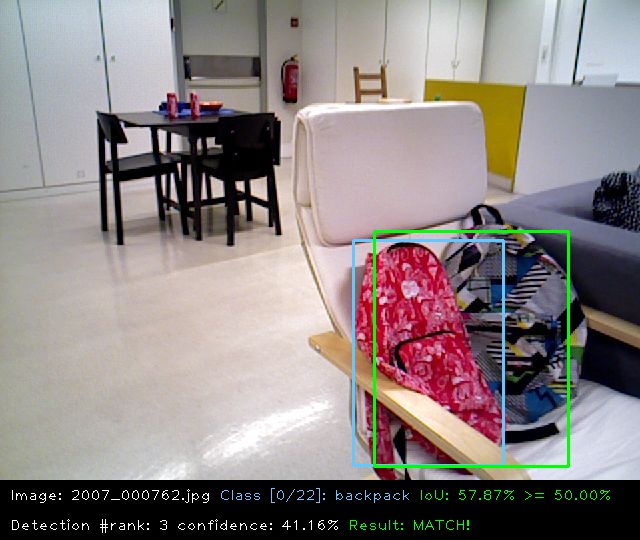 Image: 2007_000762.jpg Class [0/22]: backpack IoU: 57.87% >= 50.00%
Detection #rank: 3 confidence: 41.16% Result: MATCH!